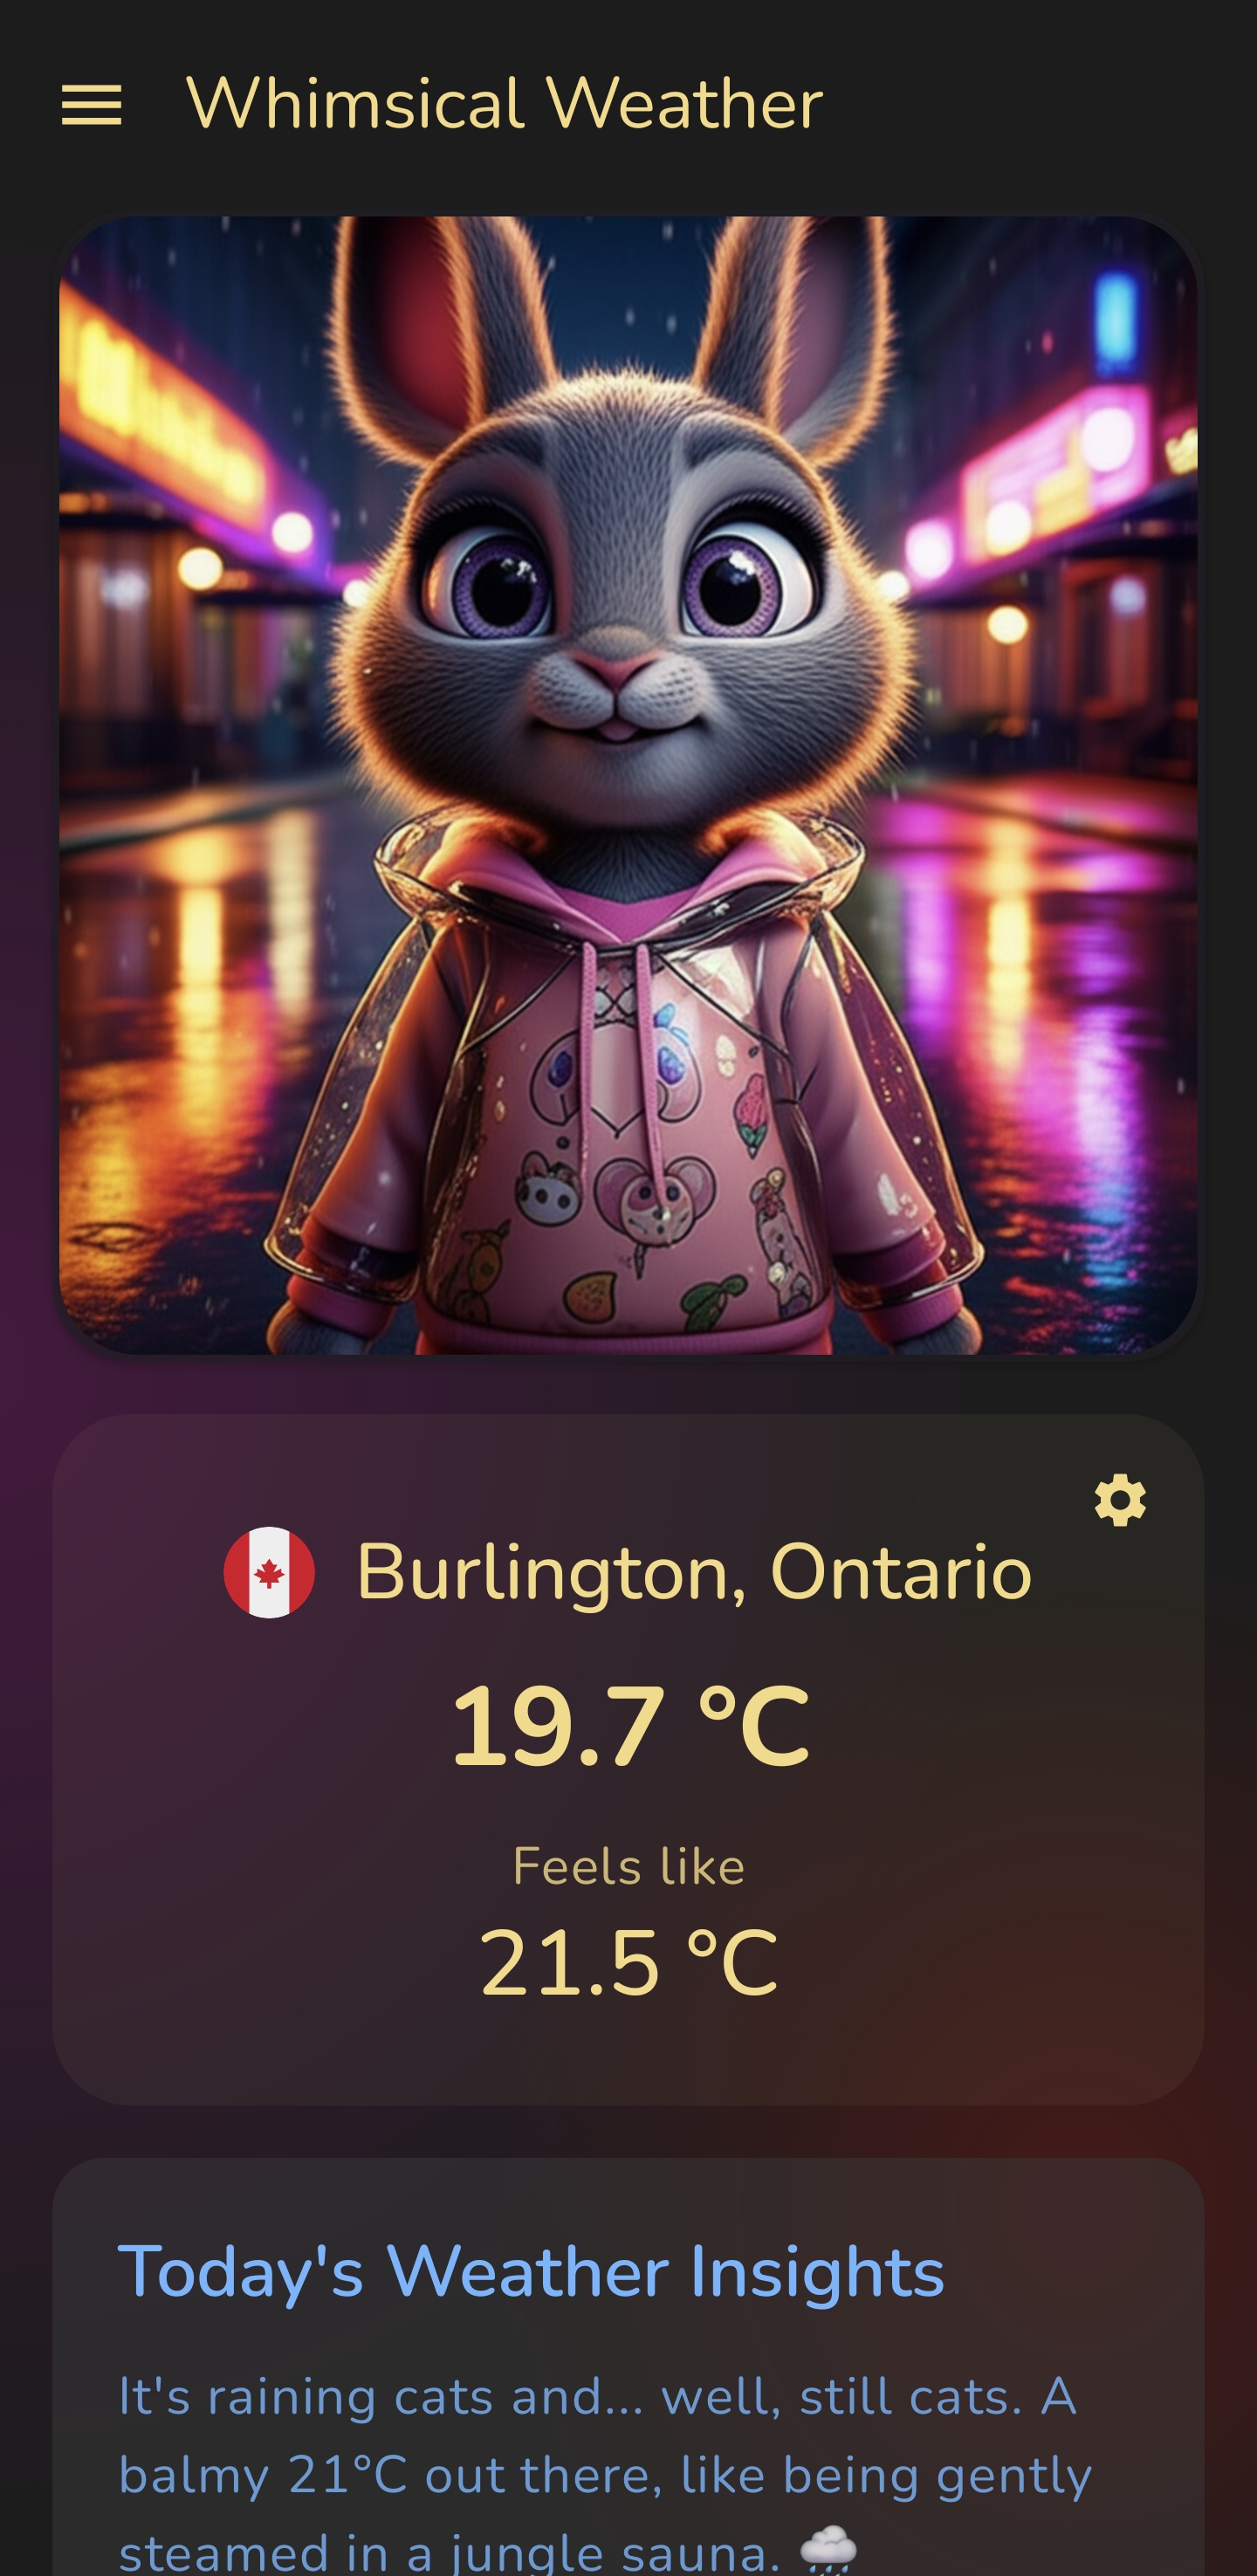 Whimsical Weather
Burlington, Ontario
19.7 °C
Feels like
21.5 °C
Today's Weather Insights
It's raining cats and... well, still cats. A
balmy 21°C out there, like being gently
steamed in a jungle sauna. 🌧️